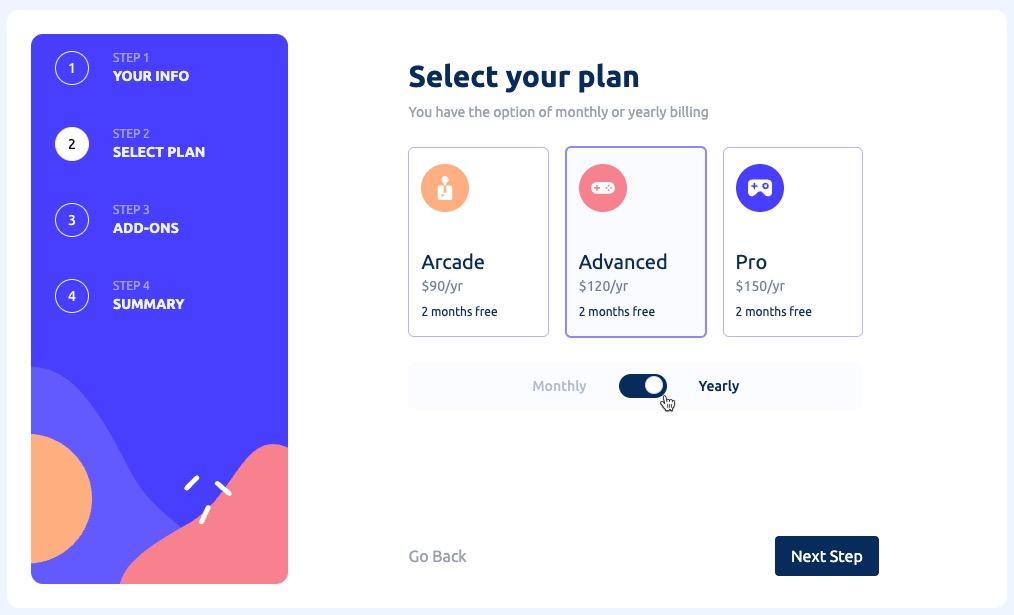 1
STEP 1
YOUR INFO
2
STEP 2
SELECT PLAN
3
STEP 3
ADD-ONS
4
STEP 4
SUMMARY
Select your plan
You have the option of monthly or yearly billing
Arcade
$90/yr
2 months free
Advanced
$120/yr
2 months free
Pro
$150/yr
2 months free
Monthly
Yearly
Go Back
Next Step